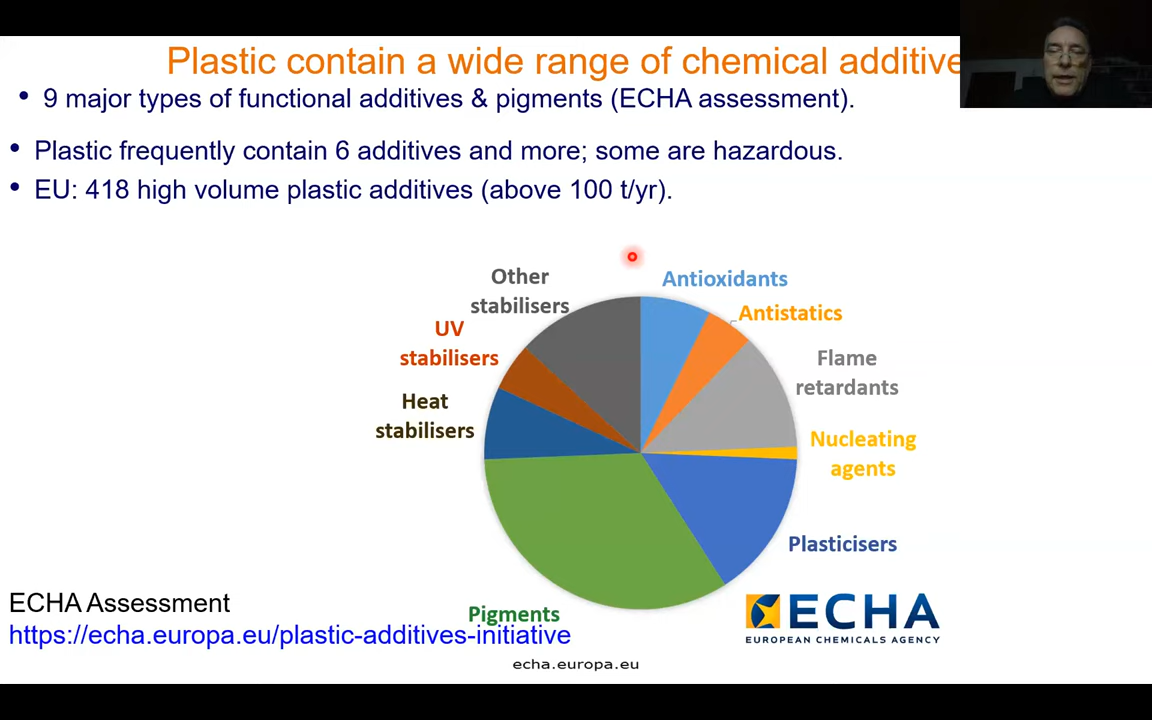 Plastic contain a wide range of chemical additive
• 9 major types of functional additives & pigments (ECHA assessment).
• Plastic frequently contain 6 additives and more; some are hazardous.
• EU: 418 high volume plastic additives (above 100 t/yr).
Other
stabilisers
Antioxidants
Antistatics
UV
stabilisers
Flame
retardants
Heat
stabilisers
Nucleating
agents
Plasticisers
Pigments
ECHA Assessment
https://echa.europa.eu/plastic-additives-initiative
ECHA
EUROPEAN CHEMICALS AGENCY
echa.europa.eu